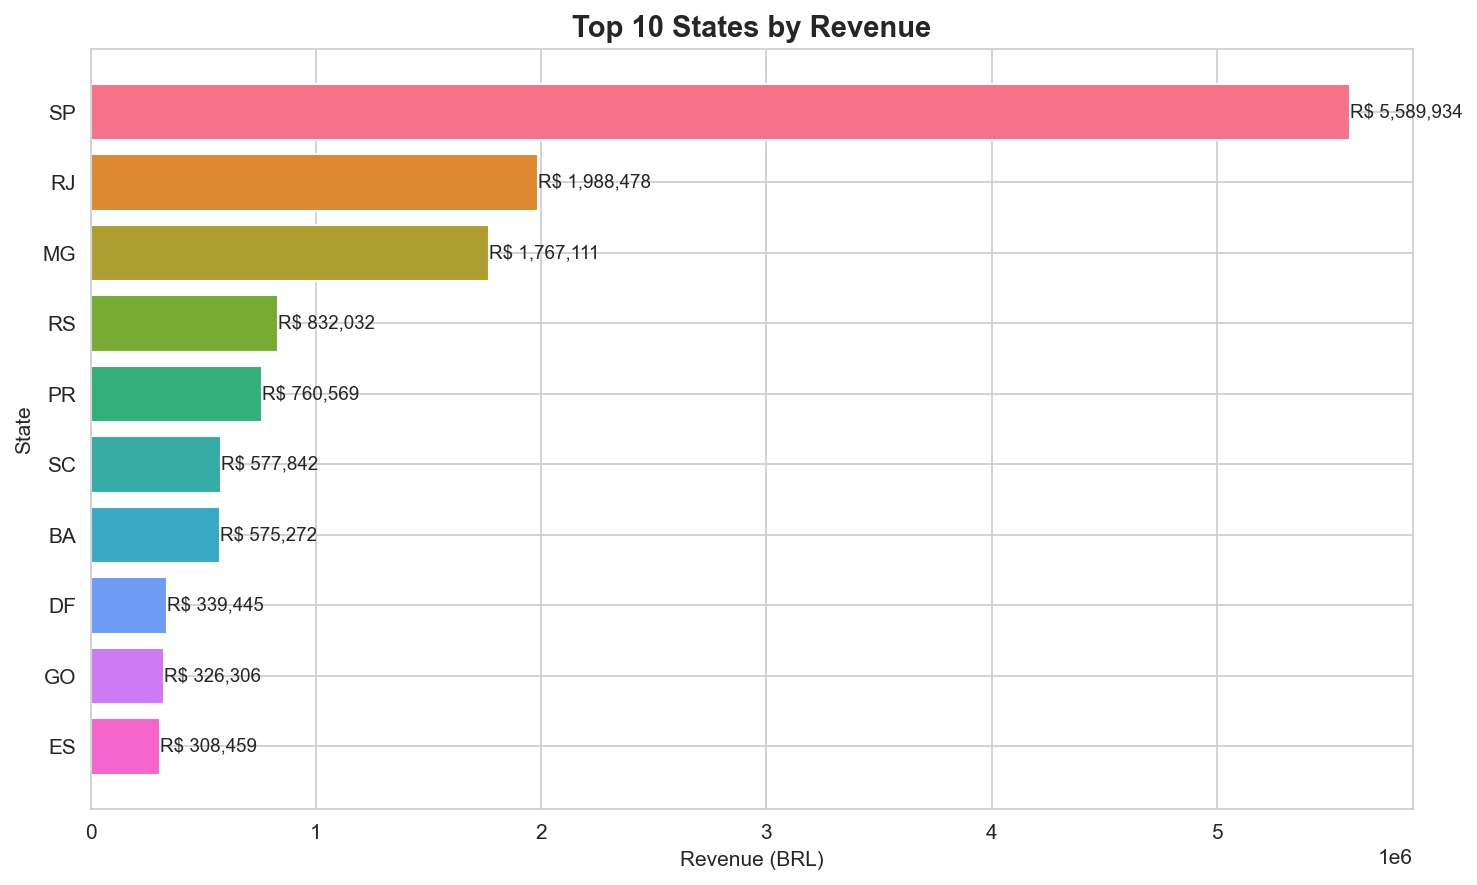 Top 10 States by Revenue
SP
R$ 5,589,934
RJ
R$ 1,988,478
MG
R$ 1,767,111
RS
R$ 832,032
PR
R$ 760,569
State
SC
R$ 577,842
BA
R$ 575,272
DF
R$ 339,445
GO
R$ 326,306
ES
R$ 308,459
0 1 2 3 4 5
Revenue (BRL)
1e6